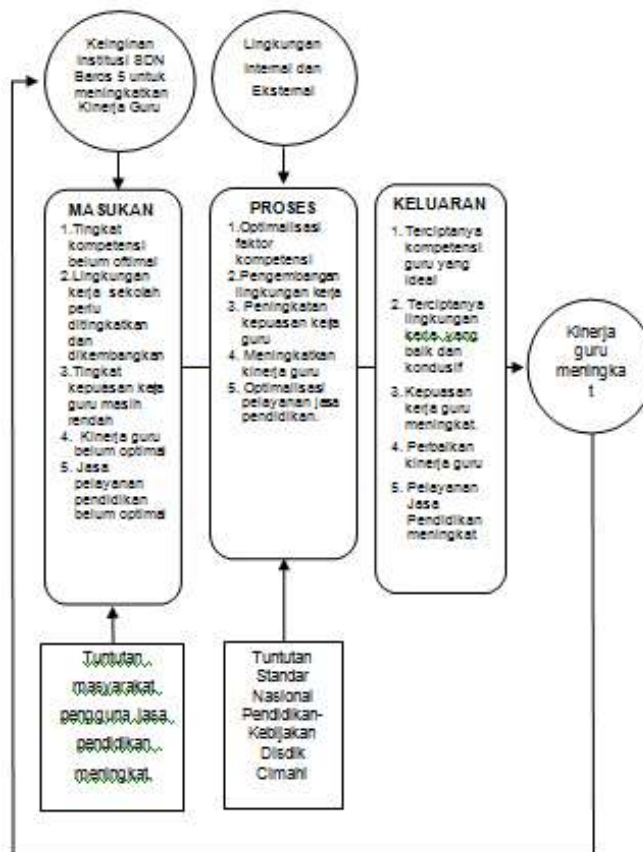 Keinginan
Institusi SDN
Baros 5 untuk
meningkatkan
Kinerja Guru
Lingkungan
Internal dan
Eksternal
MASUKAN
1.Tingkat
kompetensi
belum oftimal
2.Lingkungan
kerja sekolah
perlu
ditingkatkan
dan
dikembangkan
3.Tingkat
kepuasan kerja
guru masih
rendah
4. Kinerja guru
belum optimal
5. Jasa
pelayanan
pendidikan
belum optimal
PROSES
1.Optimalisasi
faktor
kompetensi
2.Pengembangan
lingkungan kerja
3. Peningkatan
kepuasan kerja
guru
4. Meningkatkan
kinerja guru
5. Optimalisasi
pelayanan jasa
pendidikan.
KELUARAN
1. Terciptanya
kompetensi
guru yang
ideal
2. Terciptanya
lingkungan
kerja yang
baik dan
kondusif
3. Kepuasan
kerja guru
meningkat.
4. Perbaikan
kinerja guru
5. Pelayanan
Jasa
Pendidikan
meningkat
Kinerja
guru
meningka
t
Tuntutan
masyarakat
pengguna jasa
pendidikan
meningkat.
Tuntutan
Standar
Nasional
Pendidikan-
Kebijakan
Disdik
Cimahi